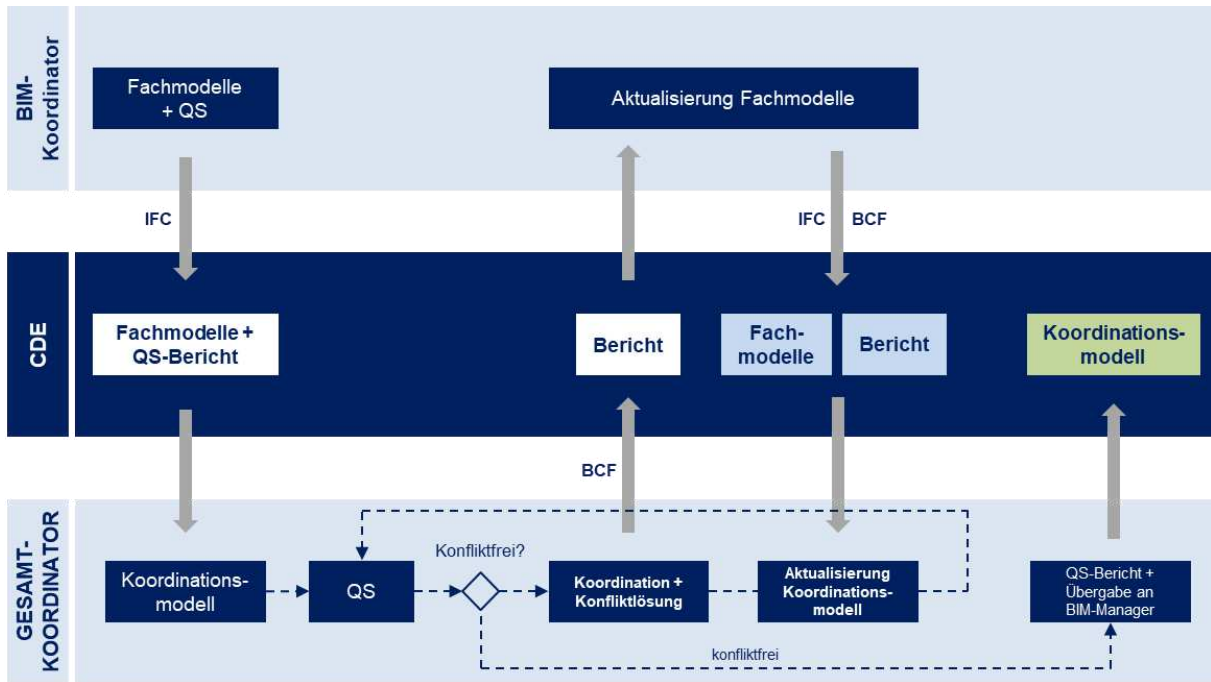 BIM-
Koordinator
Fachmodelle
+ QS
Aktualisierung Fachmodelle
IFC
IFC
BCF
CDE
Fachmodelle +
QS-Bericht
Bericht
Fach-
modelle
Bericht
Koordinations-
modell
BCF
GESAMT-
KOORDINATOR
Koordinations-
modell
QS
Konfliktfrei?
Koordination +
Konfliktlösung
Aktualisierung
Koordinations-
modell
QS-Bericht +
Übergabe an
BIM-Manager
konfliktfrei